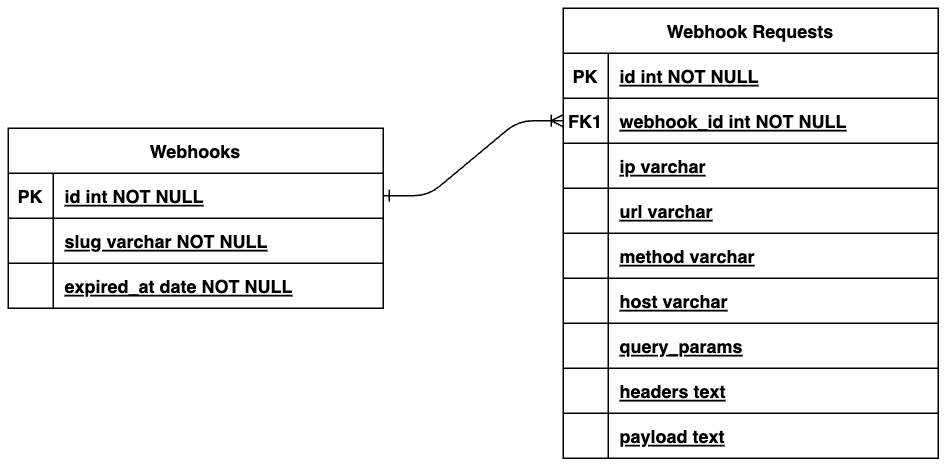 Webhooks
PK id int NOT NULL
slug varchar NOT NULL
expired_at date NOT NULL
Webhook Requests
PK id int NOT NULL
FK1 webhook_id int NOT NULL
ip varchar
url varchar
method varchar
host varchar
query_params
headers text
payload text